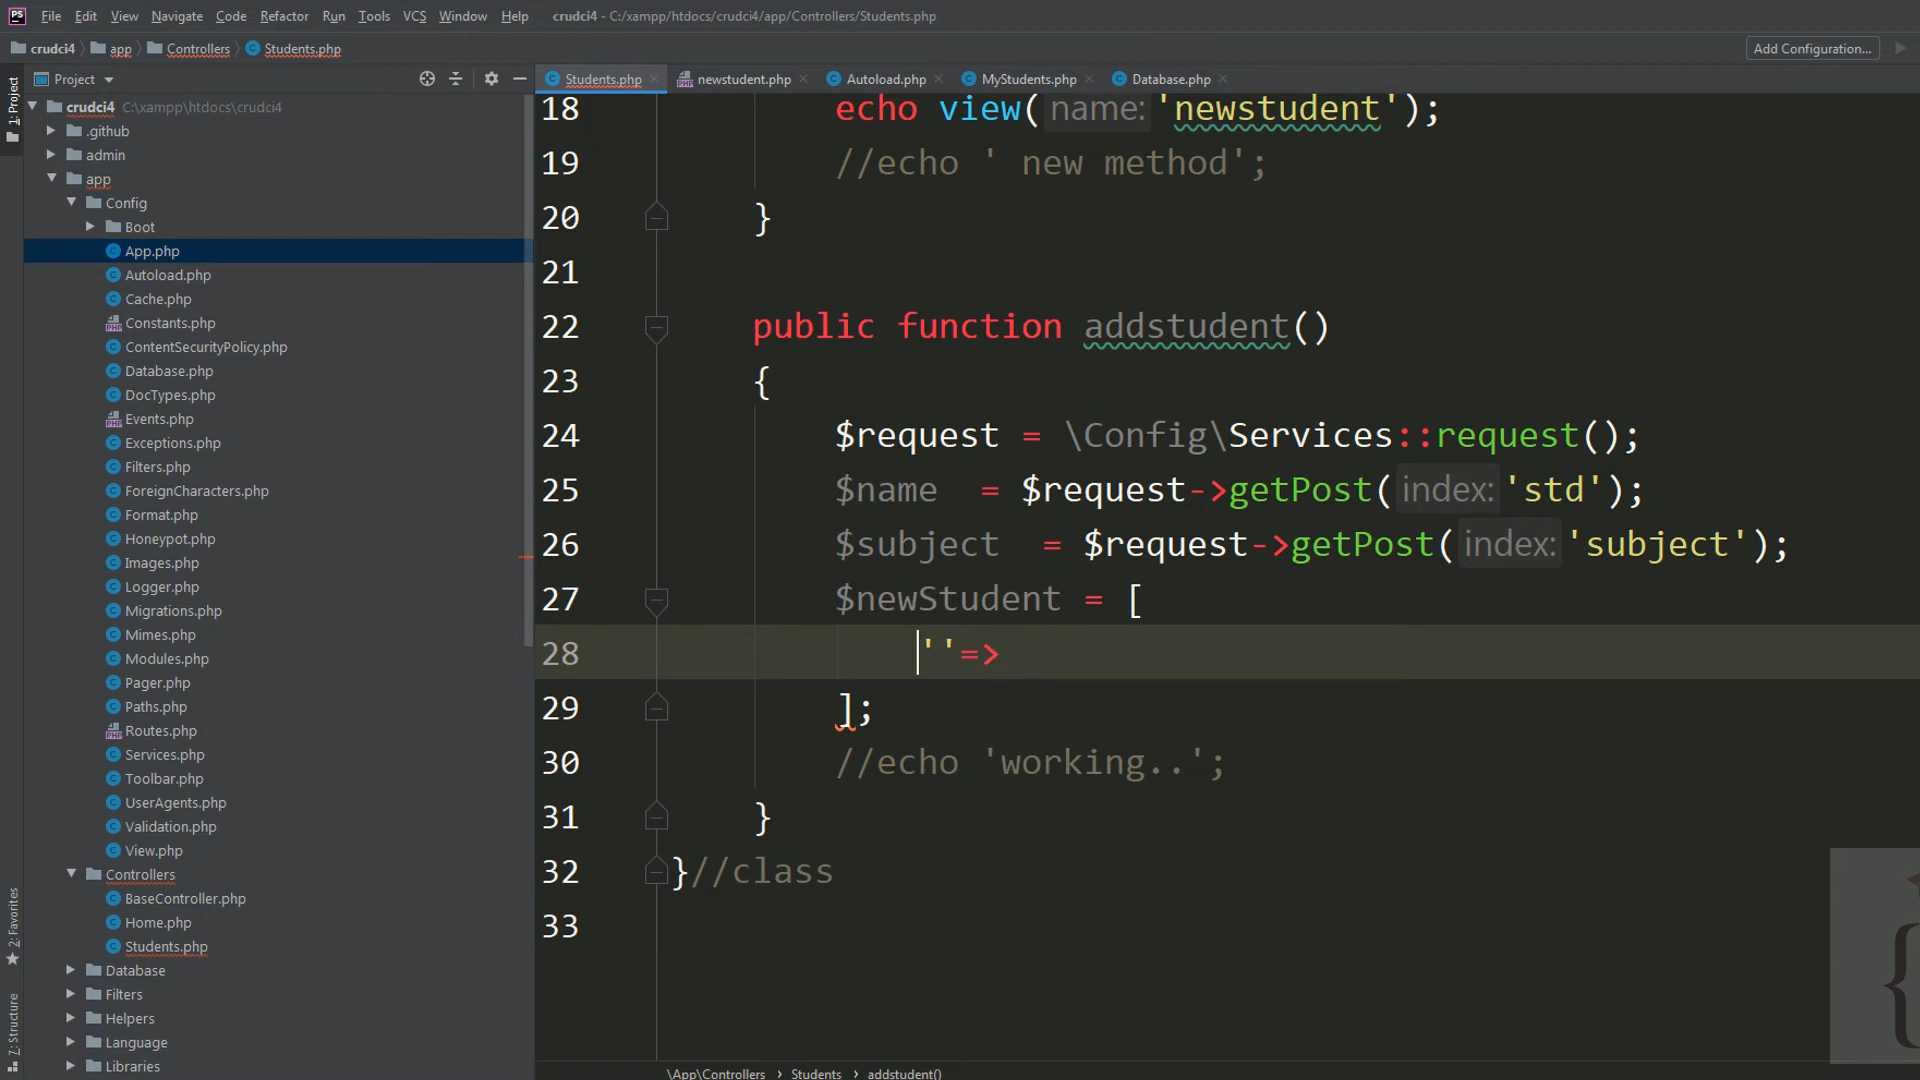 PS File Edit View Navigate Code Refactor Run Tools VCS Window Help crudci4 - C:/xampp/htdocs/crudci4/app/Controllers/Students.php
crudci4 app Controllers Students.php Add Configuration...
1: Project
Project
Students.php newstudent.php Autoload.php MyStudents.php Database.php
crudci4 C:\xampp\htdocs\crudci4
.github
admin
app
Config
Boot
App.php
Autoload.php
Cache.php
Constants.php
ContentSecurityPolicy.php
Database.php
DocTypes.php
Events.php
Exceptions.php
Filters.php
ForeignCharacters.php
Format.php
Honeypot.php
Images.php
Logger.php
Migrations.php
Mimes.php
Modules.php
Pager.php
Paths.php
Routes.php
Services.php
Toolbar.php
UserAgents.php
Validation.php
View.php
Controllers
BaseController.php
Home.php
Students.php
Database
Filters
Helpers
Language
Libraries
2: Favorites
7: Structure
18 echo view( name: 'newstudent');
19 //echo ' new method';
20 }
21
22 public function addstudent()
23 {
24 $request = \Config\Services::request();
25 $name  = $request->getPost( index: 'std');
26 $subject  = $request->getPost( index: 'subject');
27 $newStudent = [
28 ''=>
29 ];
30 //echo 'working..';
31 }
32 }//class
33
\App\Controllers Students addstudent()
{